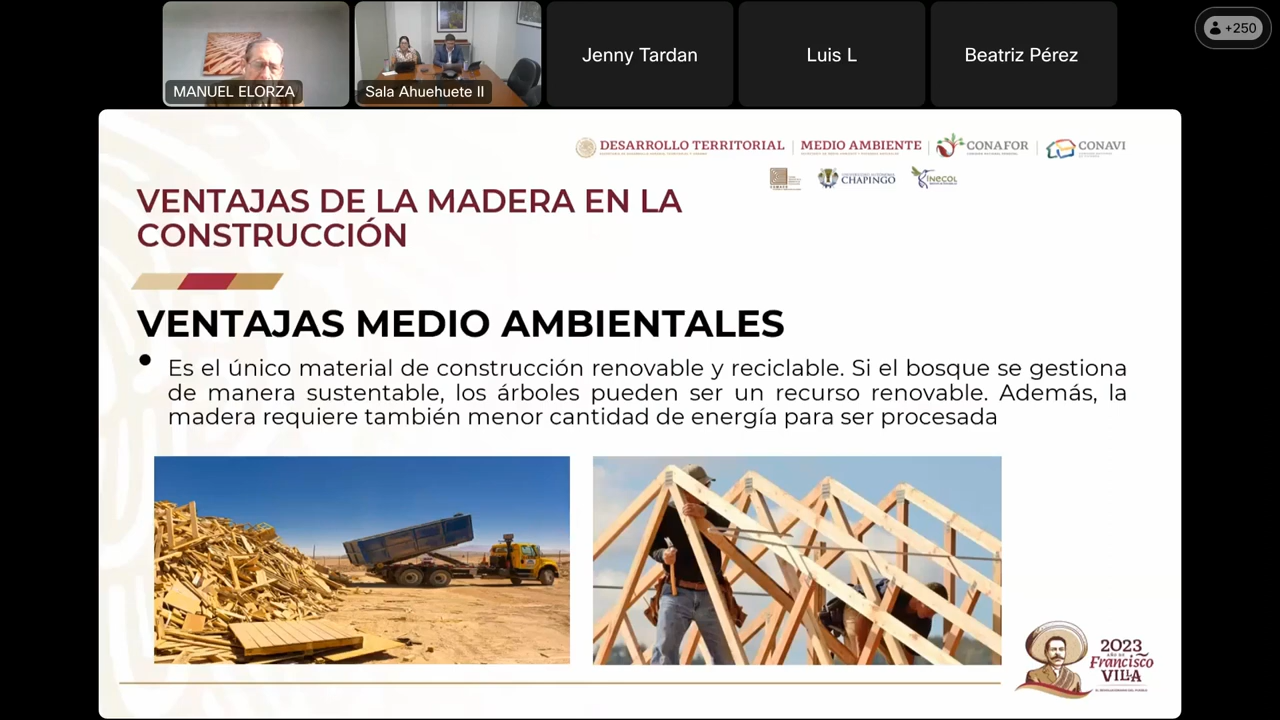 MANUEL ELORZA
Sala Ahuehuete II
Jenny Tardan
Luis L
Beatriz Pérez
+250
DESARROLLO TERRITORIAL
MEDIO AMBIENTE
CONAFOR
CONAVI
CHAPINGO
INECOL
VENTAJAS DE LA MADERA EN LA
CONSTRUCCIÓN
VENTAJAS MEDIO AMBIENTALES
• Es el único material de construcción renovable y reciclable. Si el bosque se gestiona
de manera sustentable, los árboles pueden ser un recurso renovable. Además, la
madera requiere también menor cantidad de energía para ser procesada
2023
AÑO DE
Francisco
VILLA